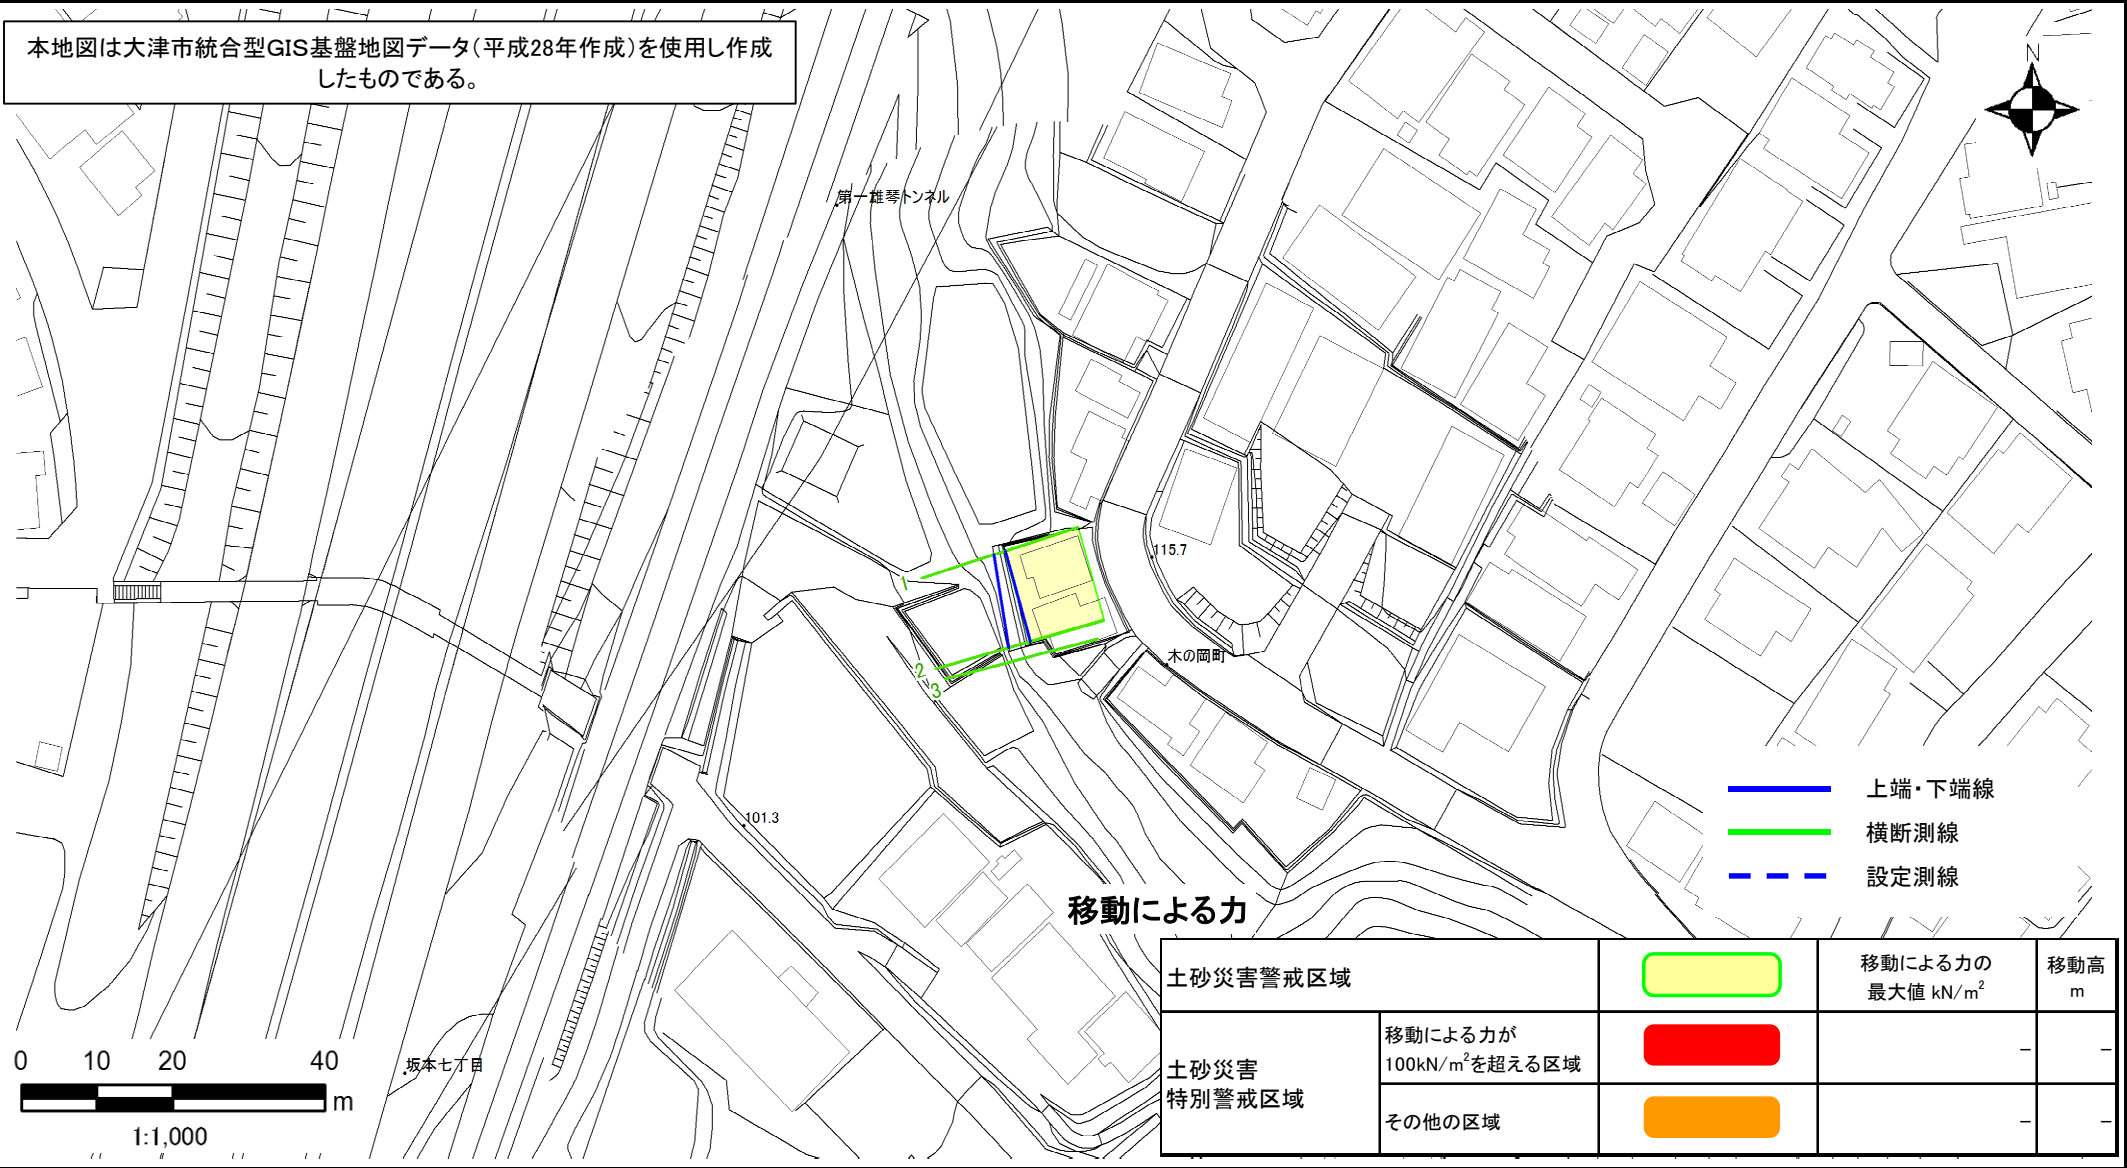 本地図は大津市統合型GIS基盤地図データ(平成28年作成)を使用し作成
したものである。
N
第一雄琴トンネル
115.7
1
木の岡町
2
3
101.3
上端・下端線
横断測線
設定測線
移動による力
土砂災害警戒区域
移動による力の
最大値 kN/m²
移動高
m
土砂災害
特別警戒区域
移動による力が
100kN/m²を超える区域
－ －
その他の区域
－ －
坂本七丁目
0 10 20 40
m
1:1,000